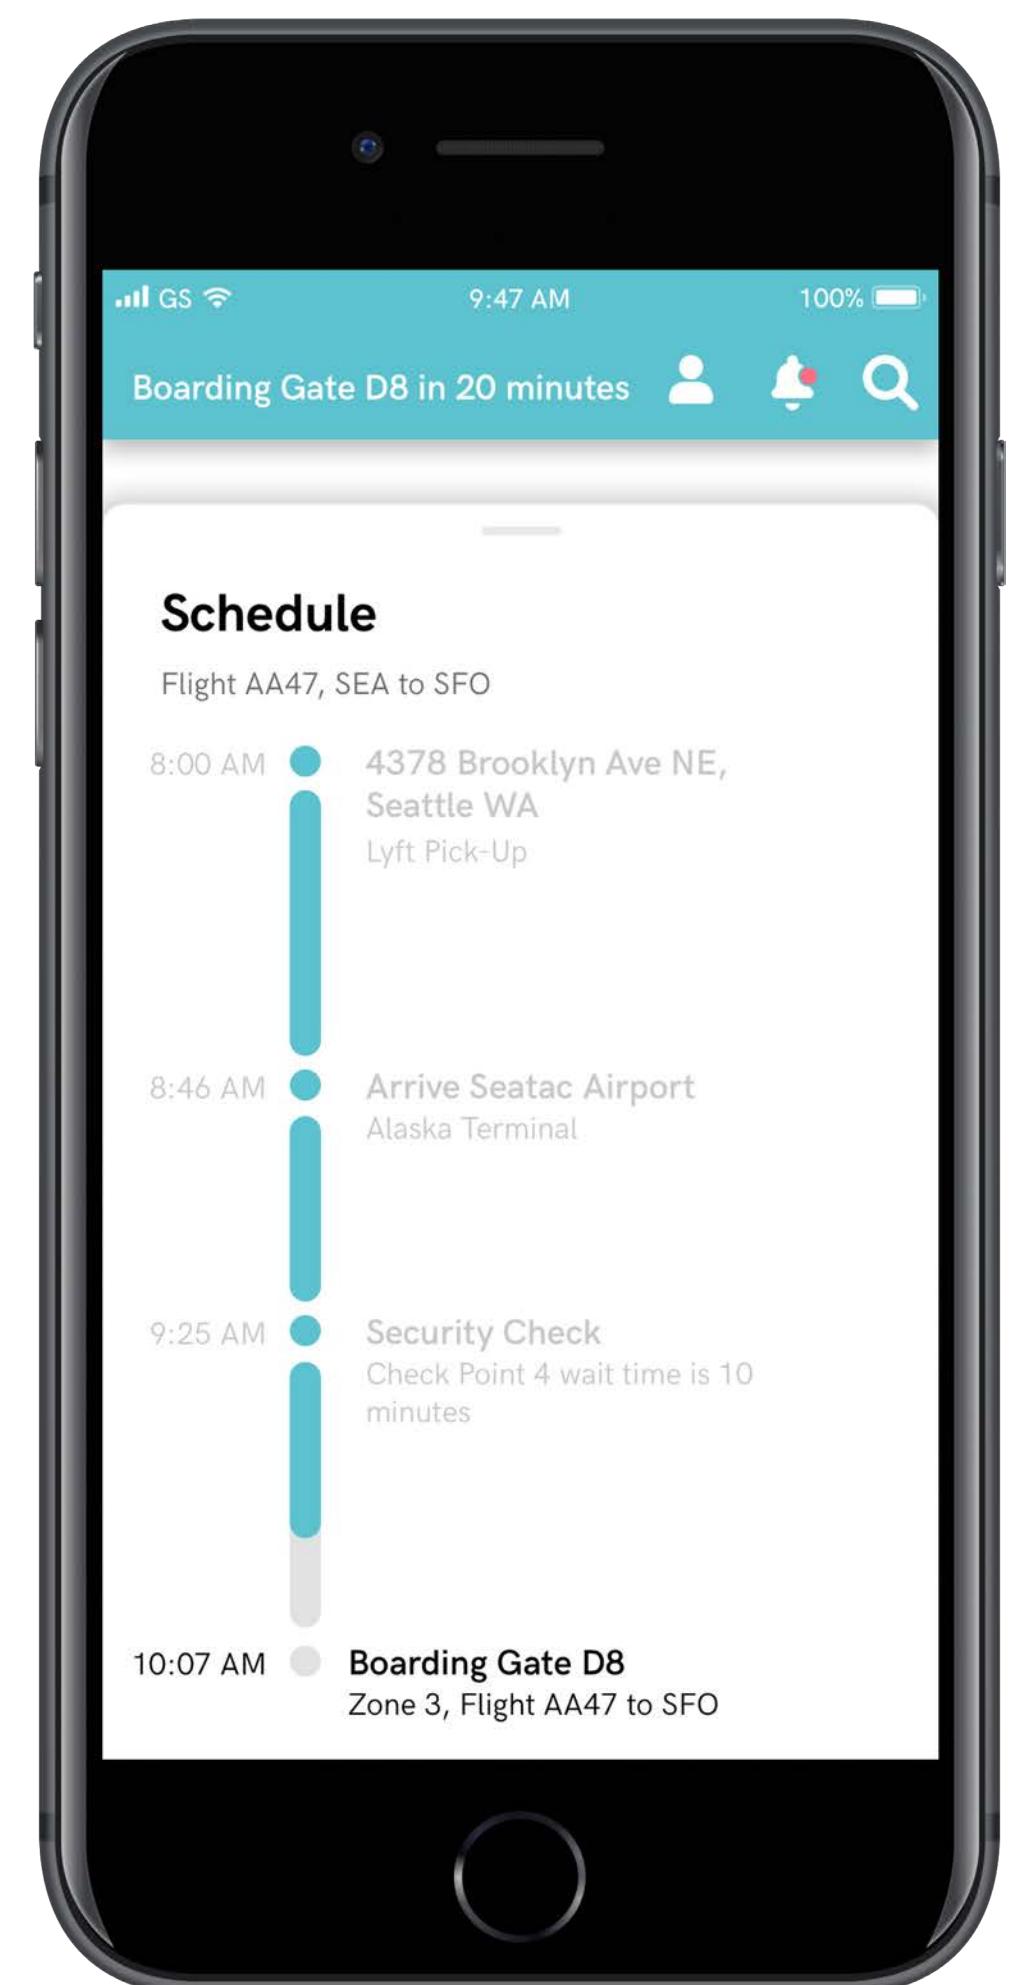 GS 9:47 AM 100%
Boarding Gate D8 in 20 minutes
Schedule
Flight AA47, SEA to SFO
8:00 AM 4378 Brooklyn Ave NE,
Seattle WA
Lyft Pick-Up
8:46 AM Arrive Seatac Airport
Alaska Terminal
9:25 AM Security Check
Check Point 4 wait time is 10
minutes
10:07 AM Boarding Gate D8
Zone 3, Flight AA47 to SFO